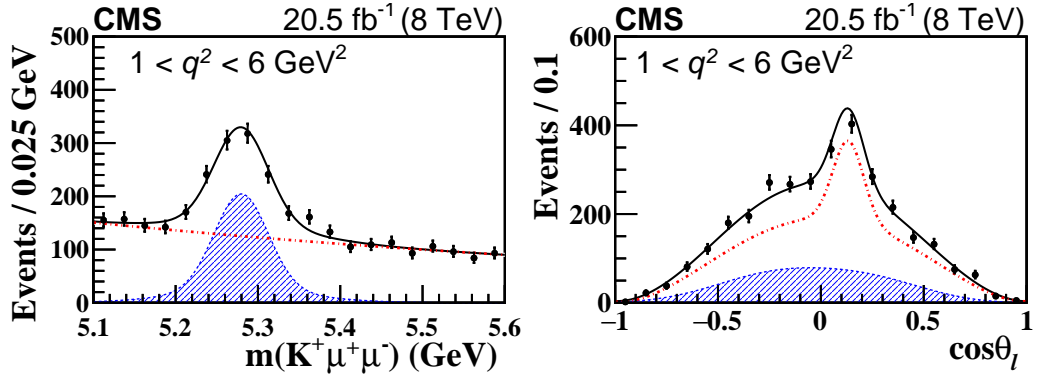 CMS 20.5 fb⁻¹ (8 TeV)
1 < q² < 6 GeV²
Events / 0.025 GeV
500
400
300
200
100
0
5.1 5.2 5.3 5.4 5.5 5.6
m(K⁺μ⁺μ⁻) (GeV)
CMS 20.5 fb⁻¹ (8 TeV)
1 < q² < 6 GeV²
Events / 0.1
600
400
200
0
−1 −0.5 0 0.5 1
cosθₗ